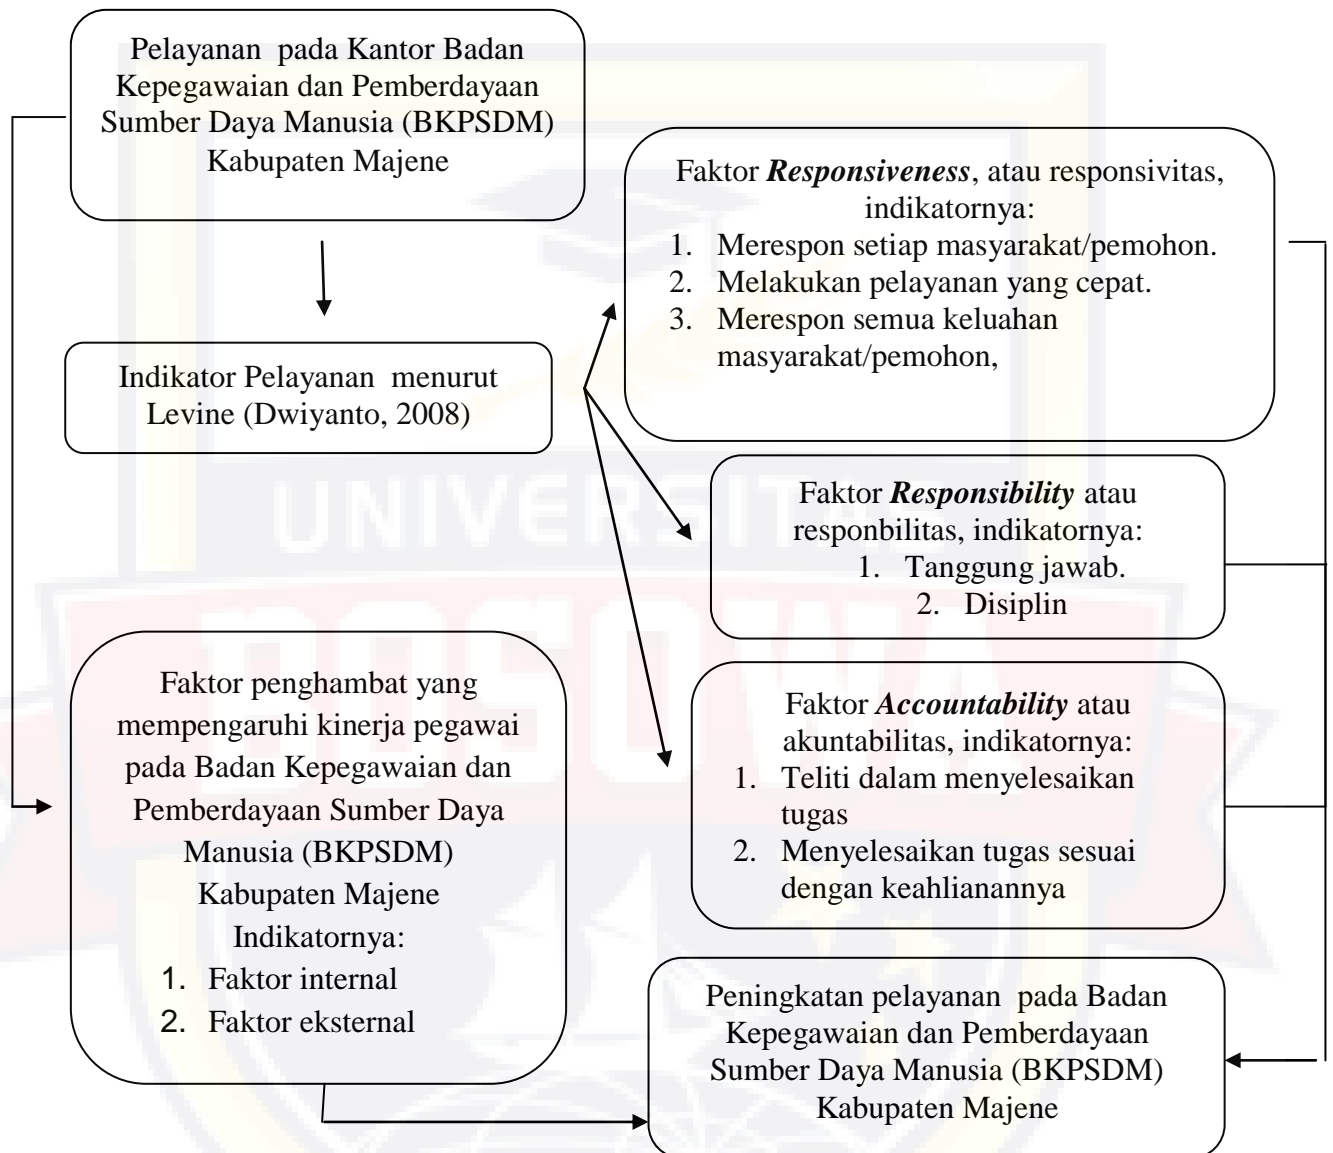 Pelayanan pada Kantor Badan
Kepegawaian dan Pemberdayaan
Sumber Daya Manusia (BKPSDM)
Kabupaten Majene
Faktor Responsiveness, atau responsivitas,
indikatornya:
1. Merespon setiap masyarakat/pemohon.
2. Melakukan pelayanan yang cepat.
3. Merespon semua keluahan
masyarakat/pemohon,
Indikator Pelayanan menurut
Levine (Dwiyanto, 2008)
Faktor Responsibility atau
responbilitas, indikatornya:
1. Tanggung jawab.
2. Disiplin
Faktor penghambat yang
mempengaruhi kinerja pegawai
pada Badan Kepegawaian dan
Pemberdayaan Sumber Daya
Manusia (BKPSDM)
Kabupaten Majene
Indikatornya:
1. Faktor internal
2. Faktor eksternal
Faktor Accountability atau
akuntabilitas, indikatornya:
1. Teliti dalam menyelesaikan
tugas
2. Menyelesaikan tugas sesuai
dengan keahlianannya
Peningkatan pelayanan pada Badan
Kepegawaian dan Pemberdayaan
Sumber Daya Manusia (BKPSDM)
Kabupaten Majene
UNIVERSITAS
BOSOWA